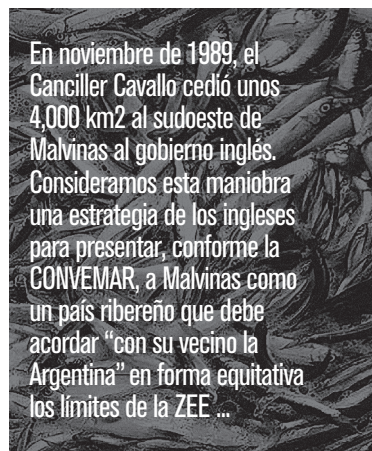 En noviembre de 1989, el
Canciller Cavallo cedió unos
4,000 km2 al sudoeste de
Malvinas al gobierno inglés.
Consideramos esta maniobra
una estrategia de los ingleses
para presentar, conforme la
CONVEMAR, a Malvinas como
un país ribereño que debe
acordar “con su vecino la
Argentina” en forma equitativa
los límites de la ZEE ...